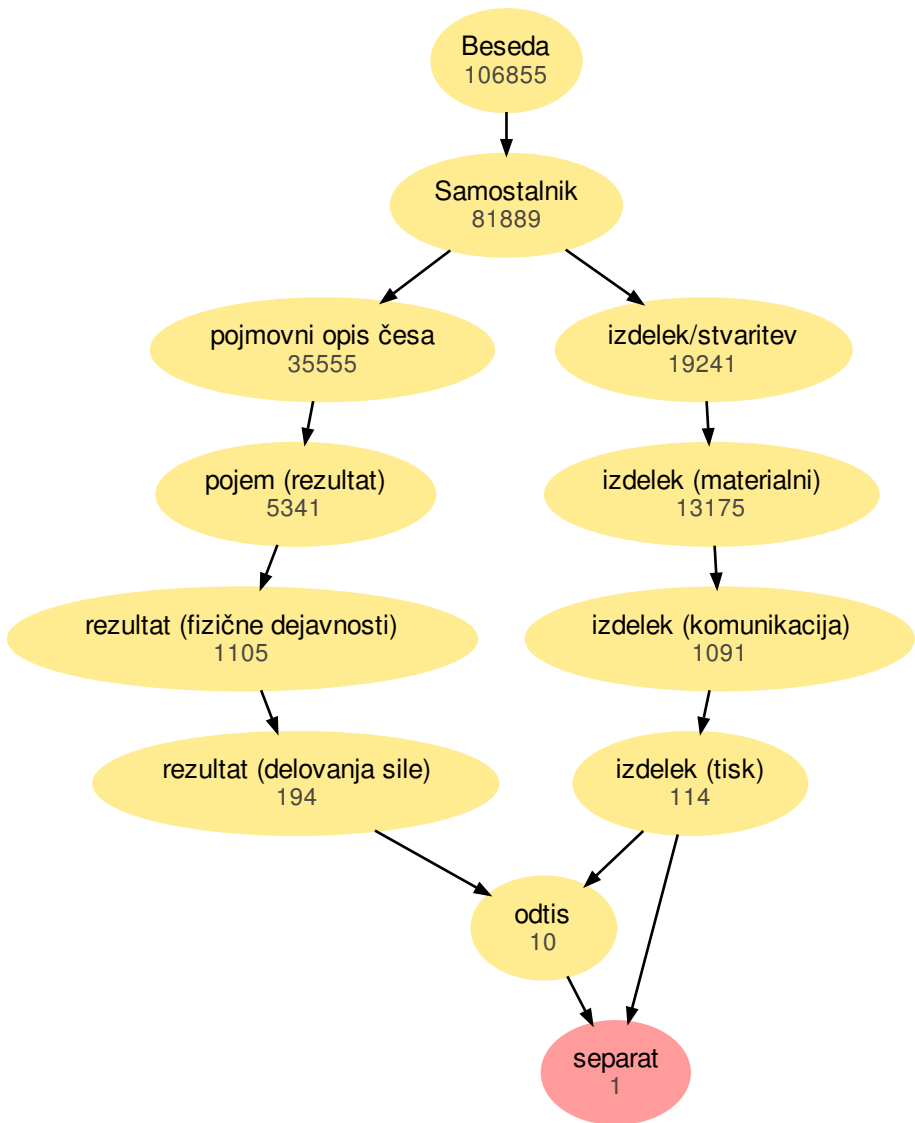 Beseda
106855
Samostalnik
81889
pojmovni opis česa
35555
izdelek/stvaritev
19241
pojem (rezultat)
5341
izdelek (materialni)
13175
rezultat (fizične dejavnosti)
1105
izdelek (komunikacija)
1091
rezultat (delovanja sile)
194
izdelek (tisk)
114
odtis
10
separat
1